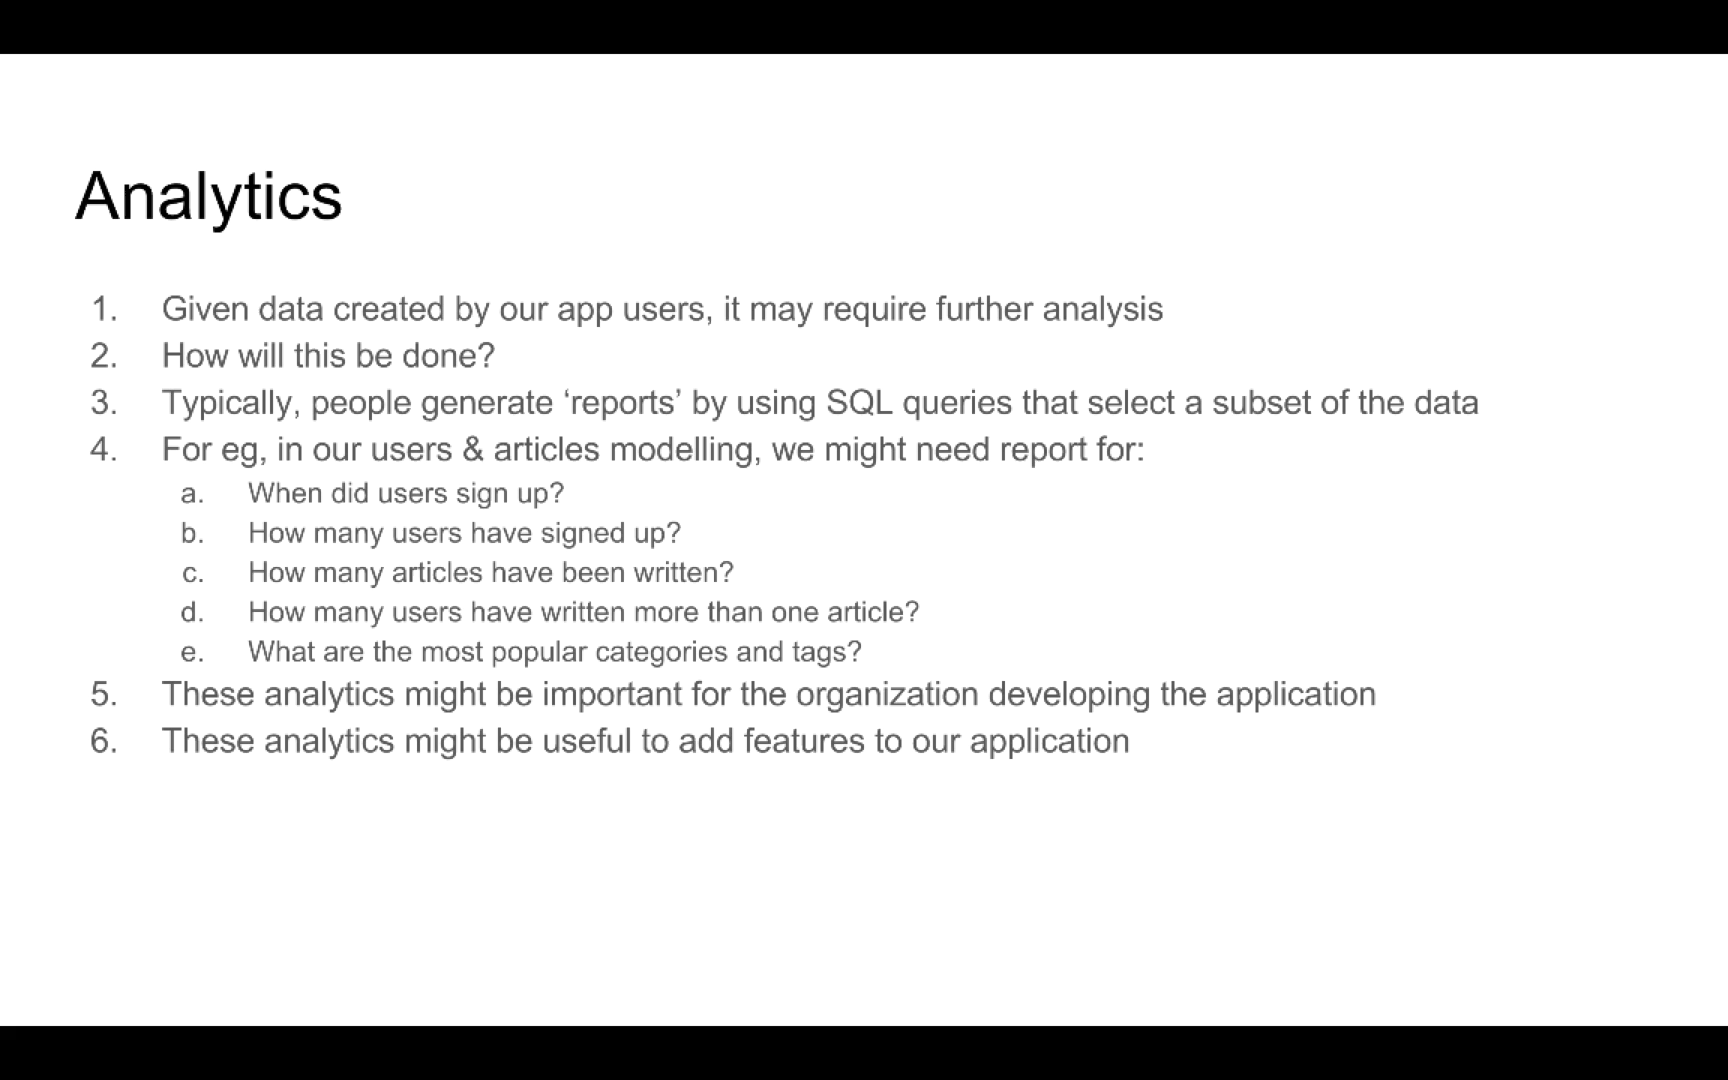 Analytics
1. Given data created by our app users, it may require further analysis
2. How will this be done?
3. Typically, people generate ‘reports’ by using SQL queries that select a subset of the data
4. For eg, in our users & articles modelling, we might need report for:
a. When did users sign up?
b. How many users have signed up?
c. How many articles have been written?
d. How many users have written more than one article?
e. What are the most popular categories and tags?
5. These analytics might be important for the organization developing the application
6. These analytics might be useful to add features to our application